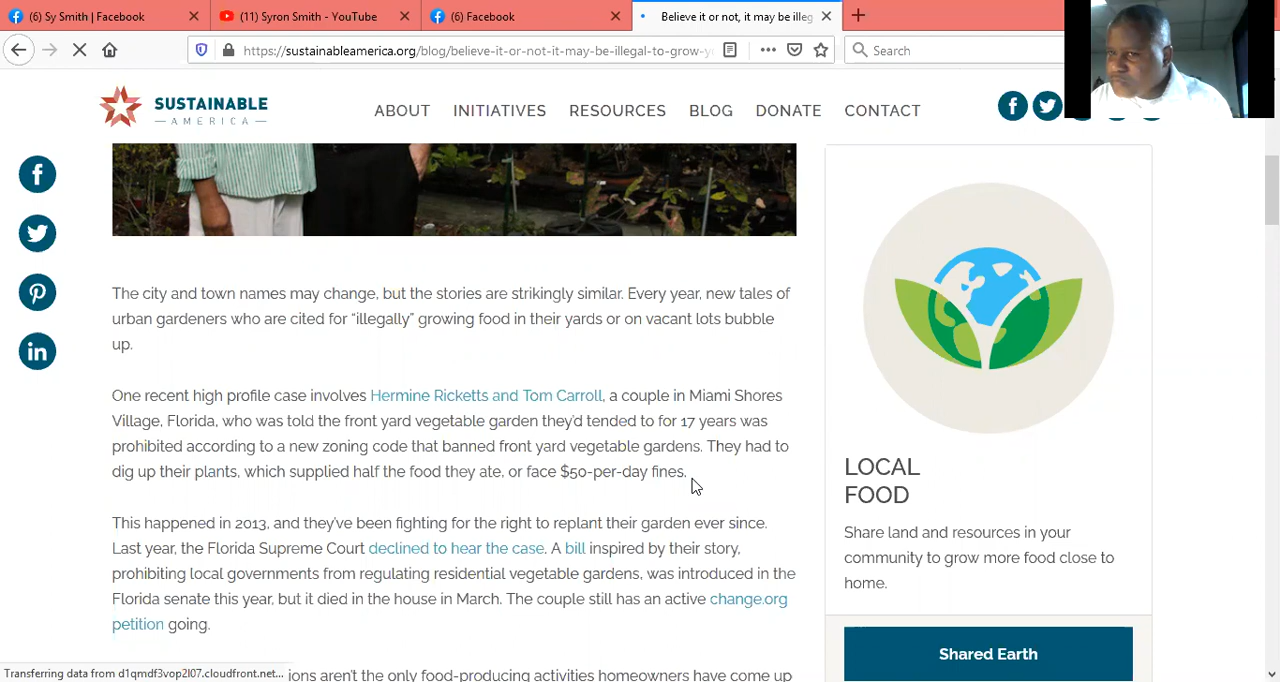 (6) Sy Smith | Facebook
(11) Syron Smith - YouTube
(6) Facebook
Believe it or not, it may be illeg
https://sustainableamerica.org/blog/believe-it-or-not-it-may-be-illegal-to-grow-y
Search
SUSTAINABLE
AMERICA
ABOUT
INITIATIVES
RESOURCES
BLOG
DONATE
CONTACT
The city and town names may change, but the stories are strikingly similar. Every year, new tales of
urban gardeners who are cited for “illegally” growing food in their yards or on vacant lots bubble
up.
One recent high profile case involves Hermine Ricketts and Tom Carroll, a couple in Miami Shores
Village, Florida, who was told the front yard vegetable garden they’d tended to for 17 years was
prohibited according to a new zoning code that banned front yard vegetable gardens. They had to
dig up their plants, which supplied half the food they ate, or face $50-per-day fines.
This happened in 2013, and they’ve been fighting for the right to replant their garden ever since.
Last year, the Florida Supreme Court declined to hear the case. A bill inspired by their story,
prohibiting local governments from regulating residential vegetable gardens, was introduced in the
Florida senate this year, but it died in the house in March. The couple still has an active change.org
petition going.
ions aren’t the only food-producing activities homeowners have come up
LOCAL
FOOD
Share land and resources in your
community to grow more food close to
home.
Shared Earth
Transferring data from d1qmdf3vop2l07.cloudfront.net...